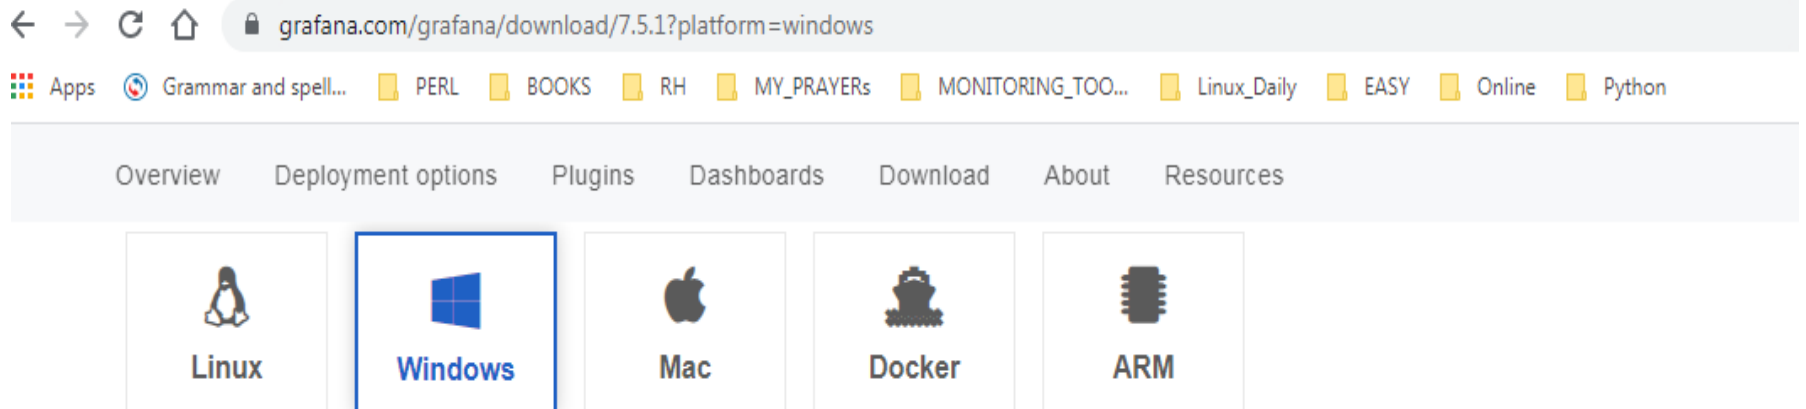 grafana.com/grafana/download/7.5.1?platform=windows
Apps Grammar and spell... PERL BOOKS RH MY_PRAYERs MONITORING_TOO... Linux_Daily EASY Online Python
Overview Deployment options Plugins Dashboards Download About Resources
Linux Windows Mac Docker ARM